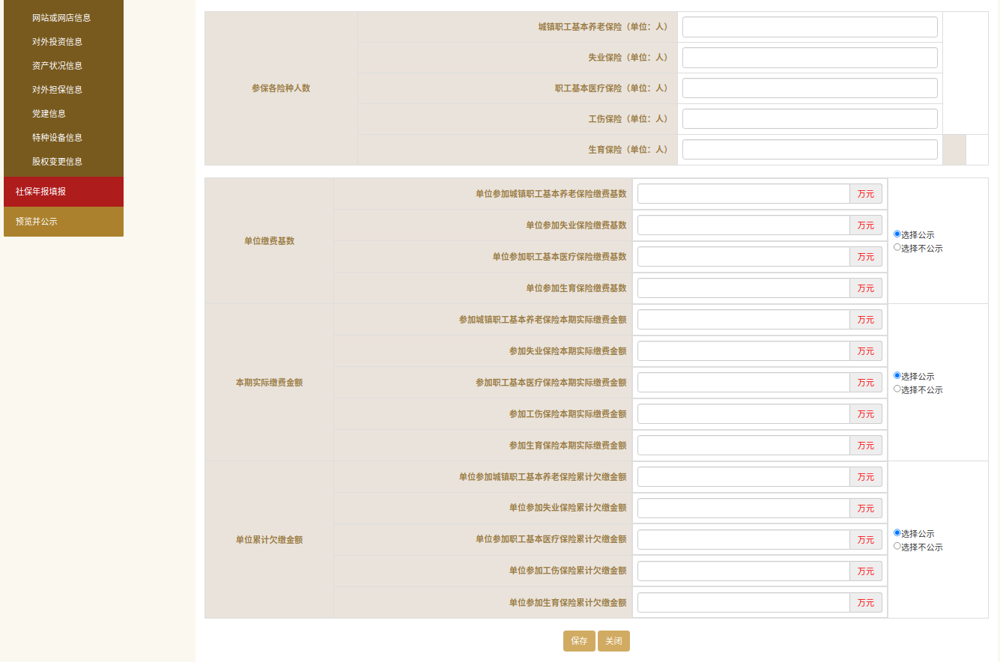 网站或网店信息
对外投资信息
资产状况信息
对外担保信息
党建信息
特种设备信息
股权变更信息
社保年报填报
预览并公示
参保各险种人数
城镇职工基本养老保险（单位：人）
失业保险（单位：人）
职工基本医疗保险（单位：人）
工伤保险（单位：人）
生育保险（单位：人）
单位缴费基数
单位参加城镇职工基本养老保险缴费基数 万元
单位参加失业保险缴费基数 万元
单位参加职工基本医疗保险缴费基数 万元
单位参加生育保险缴费基数 万元
选择公示
选择不公示
本期实际缴费金额
参加城镇职工基本养老保险本期实际缴费金额 万元
参加失业保险本期实际缴费金额 万元
参加职工基本医疗保险本期实际缴费金额 万元
参加工伤保险本期实际缴费金额 万元
参加生育保险本期实际缴费金额 万元
选择公示
选择不公示
单位累计欠缴金额
单位参加城镇职工基本养老保险累计欠缴金额 万元
单位参加失业保险累计欠缴金额 万元
单位参加职工基本医疗保险累计欠缴金额 万元
单位参加工伤保险累计欠缴金额 万元
单位参加生育保险累计欠缴金额 万元
选择公示
选择不公示
保存 关闭